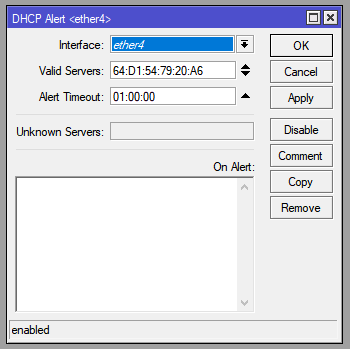 DHCP Alert <ether4>
Interface: ether4
OK
Valid Servers: 64:D1:54:79:20:A6
Cancel
Alert Timeout: 01:00:00
Apply
Unknown Servers:
Disable
Comment
On Alert:
Copy
Remove
enabled